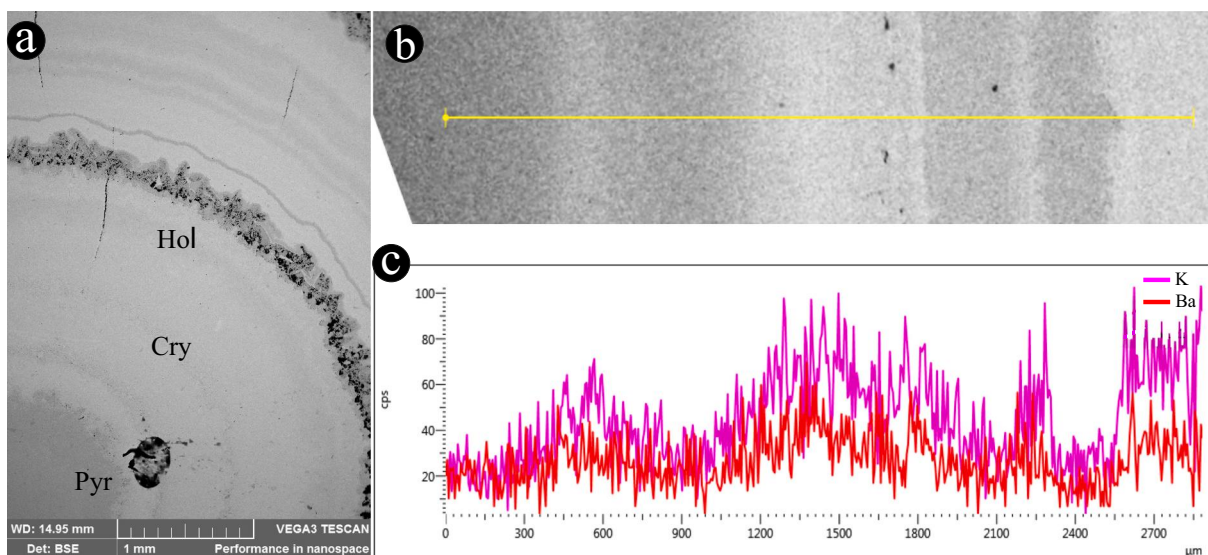 a
Hol
Cry
Pyr
WD: 14.95 mm
VEGA3 TESCAN
Det: BSE
1 mm
Performance in nanospace
b
c
K
Ba
100
80
60
cps
40
20
0 300 600 900 1200 1500 1800 2100 2400 2700
µm